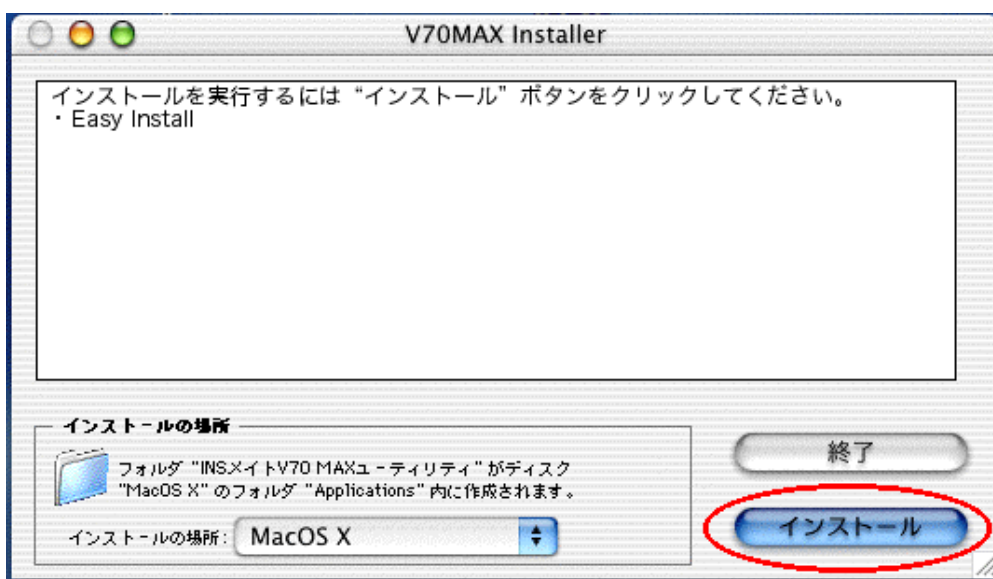 V70MAX Installer
インストールを実行するには“インストール”ボタンをクリックしてください。
・Easy Install
インストールの場所
フォルダ "INSメイトV70 MAXユーティリティ" がディスク
"MacOS X" のフォルダ "Applications" 内に作成されます。
インストールの場所: MacOS X
終了
インストール